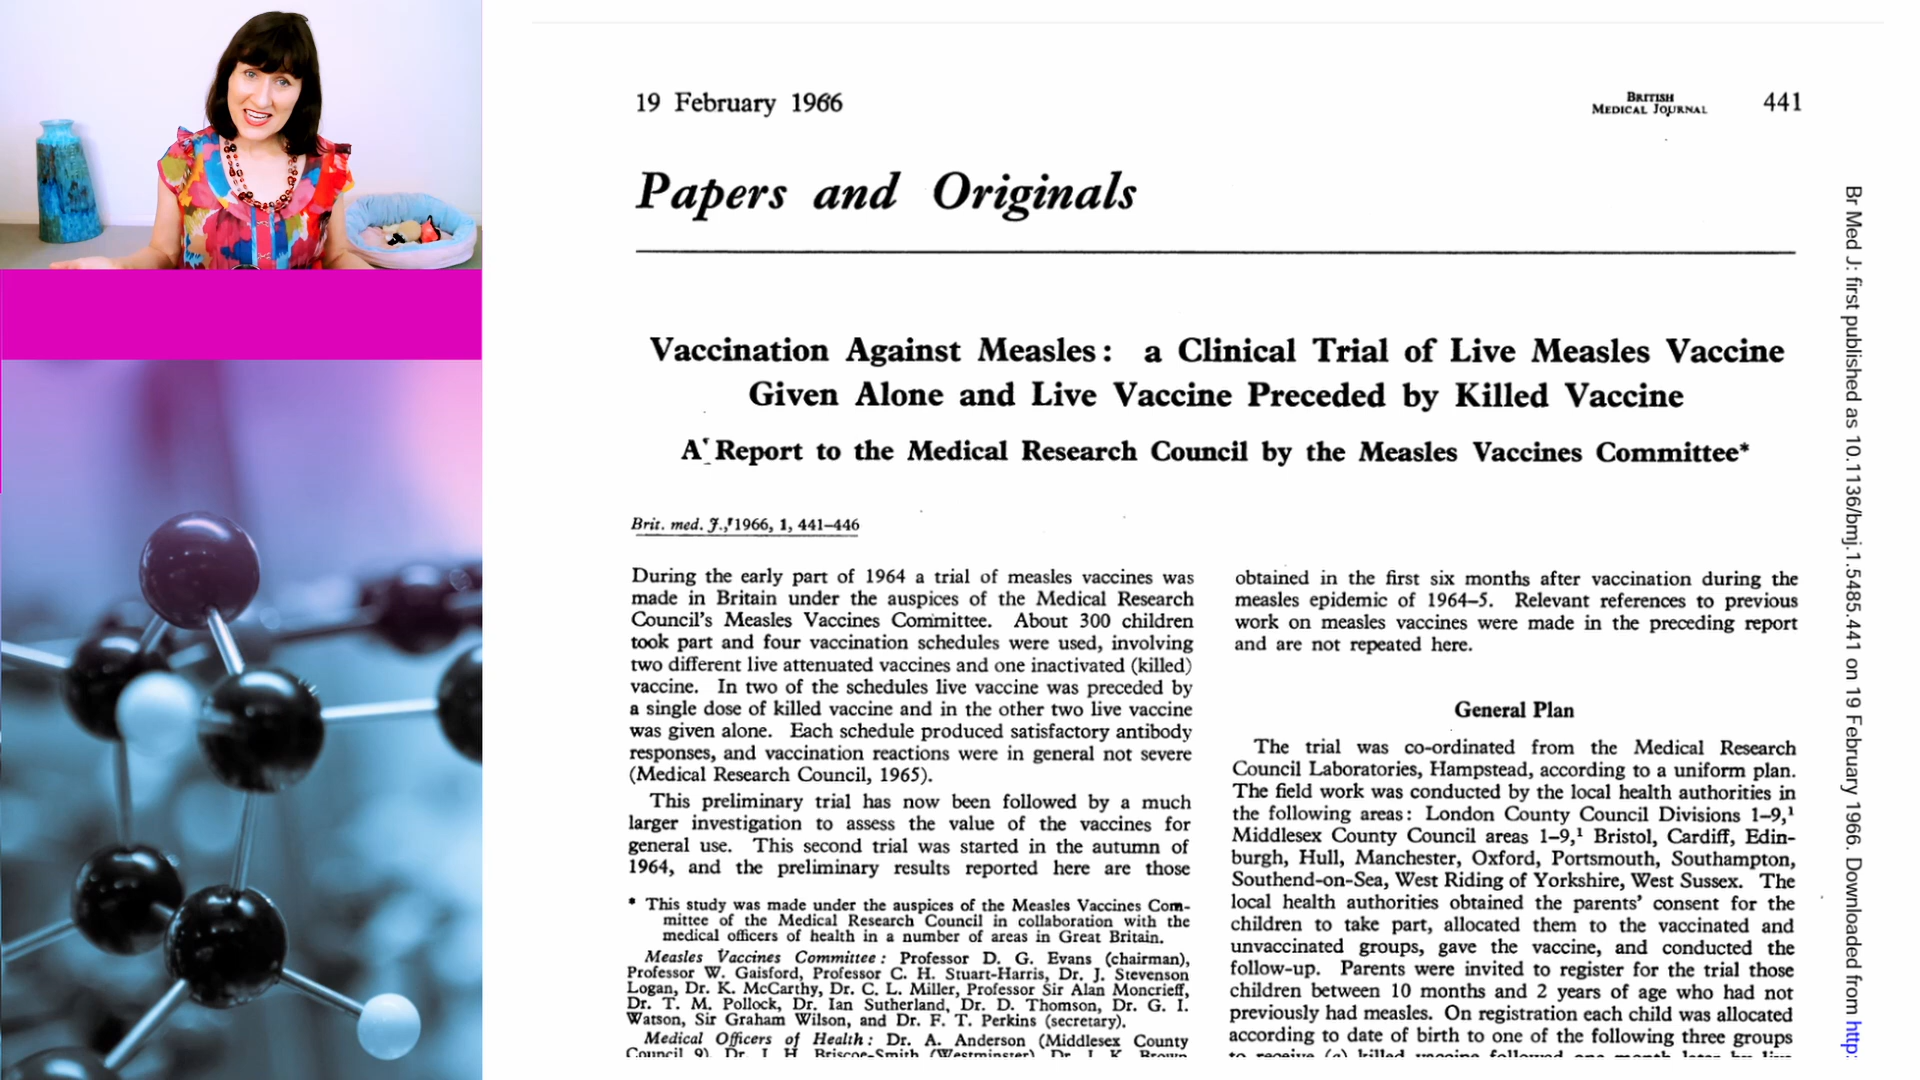 19 February 1966
BRITISH
MEDICAL JOURNAL
441
Papers and Originals
Vaccination Against Measles: a Clinical Trial of Live Measles Vaccine
Given Alone and Live Vaccine Preceded by Killed Vaccine
A Report to the Medical Research Council by the Measles Vaccines Committee*
Brit. med. J., 1966, 1, 441–446
During the early part of 1964 a trial of measles vaccines was
made in Britain under the auspices of the Medical Research
Council's Measles Vaccines Committee. About 300 children
took part and four vaccination schedules were used, involving
two different live attenuated vaccines and one inactivated (killed)
vaccine. In two of the schedules live vaccine was preceded by
a single dose of killed vaccine and in the other two live vaccine
was given alone. Each schedule produced satisfactory antibody
responses, and vaccination reactions were in general not severe
(Medical Research Council, 1965).
This preliminary trial has now been followed by a much
larger investigation to assess the value of the vaccines for
general use. This second trial was started in the autumn of
1964, and the preliminary results reported here are those
* This study was made under the auspices of the Measles Vaccines Com-
mittee of the Medical Research Council in collaboration with the
medical officers of health in a number of areas in Great Britain.
Measles Vaccines Committee: Professor D. G. Evans (chairman),
Professor W. Gaisford, Professor C. H. Stuart-Harris, Dr. J. Stevenson
Logan, Dr. K. McCarthy, Dr. C. L. Miller, Professor Sir Alan Moncrieff,
Dr. T. M. Pollock, Dr. Ian Sutherland, Dr. D. Thomson, Dr. G. I.
Watson, Sir Graham Wilson, and Dr. F. T. Perkins (secretary).
Medical Officers of Health: Dr. A. Anderson (Middlesex County
Council 9), Dr. J. H. Briscoe-Smith (Westminster), Dr. J. K. Brown
obtained in the first six months after vaccination during the
measles epidemic of 1964–5. Relevant references to previous
work on measles vaccines were made in the preceding report
and are not repeated here.
General Plan
The trial was co-ordinated from the Medical Research
Council Laboratories, Hampstead, according to a uniform plan.
The field work was conducted by the local health authorities in
the following areas: London County Council Divisions 1–9,¹
Middlesex County Council areas 1–9,¹ Bristol, Cardiff, Edin-
burgh, Hull, Manchester, Oxford, Portsmouth, Southampton,
Southend-on-Sea, West Riding of Yorkshire, West Sussex. The
local health authorities obtained the parents' consent for the
children to take part, allocated them to the vaccinated and
unvaccinated groups, gave the vaccine, and conducted the
follow-up. Parents were invited to register for the trial those
children between 10 months and 2 years of age who had not
previously had measles. On registration each child was allocated
according to date of birth to one of the following three groups
to receive (a) killed vaccine followed one month later by live
Br Med J: first published as 10.1136/bmj.1.5485.441 on 19 February 1966. Downloaded from http: